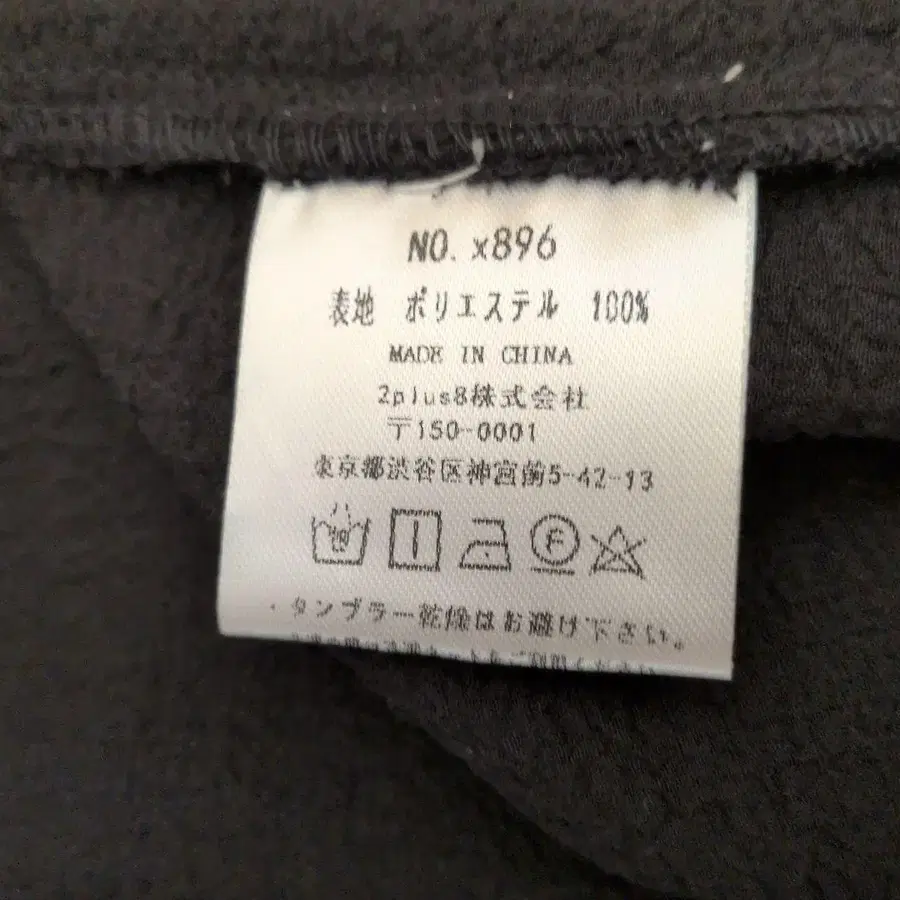 NO. x896
表地 ポリエステル 100%
MADE IN CHINA
2plus8株式会社
〒150-0001
東京都渋谷区神宮前5-42-13
F
・タンブラー乾燥はお避け下さい。